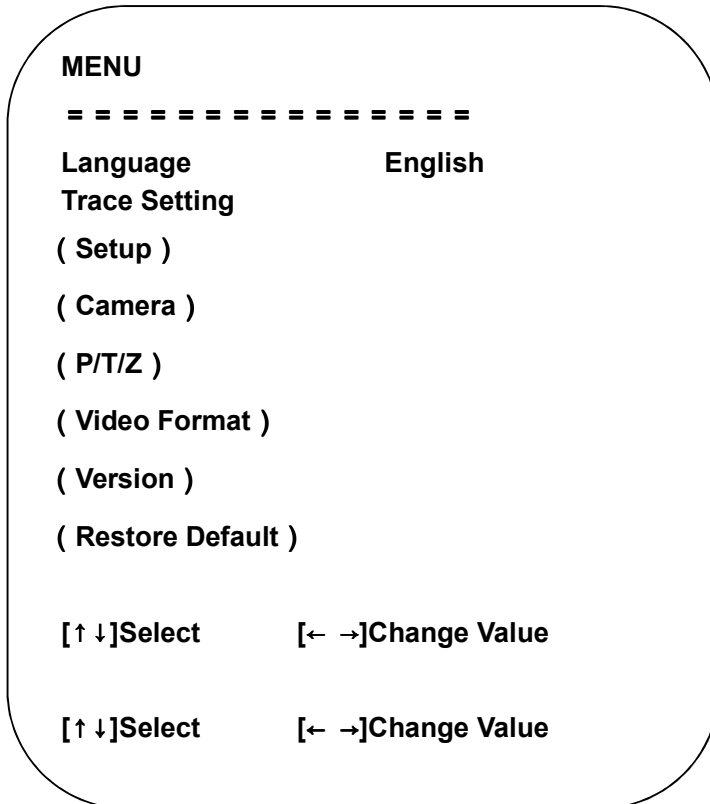 MENU
= = = = = = = = = = = = = = =
Language English
Trace Setting
( Setup )
( Camera )
( P/T/Z )
( Video Format )
( Version )
( Restore Default )
[↑↓]Select [← →]Change Value
[↑↓]Select [← →]Change Value